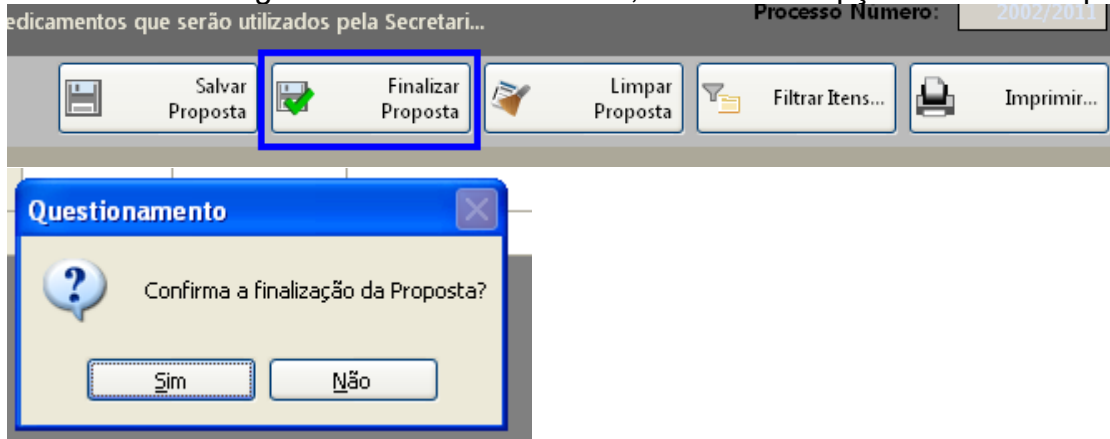 edicamentos que serão utilizados pela Secretari...
Processo Número: 2002/2011
Salvar
Proposta
Finalizar
Proposta
Limpar
Proposta
Filtrar Itens...
Imprimir...
Questionamento
Confirma a finalização da Proposta?
Sim
Não